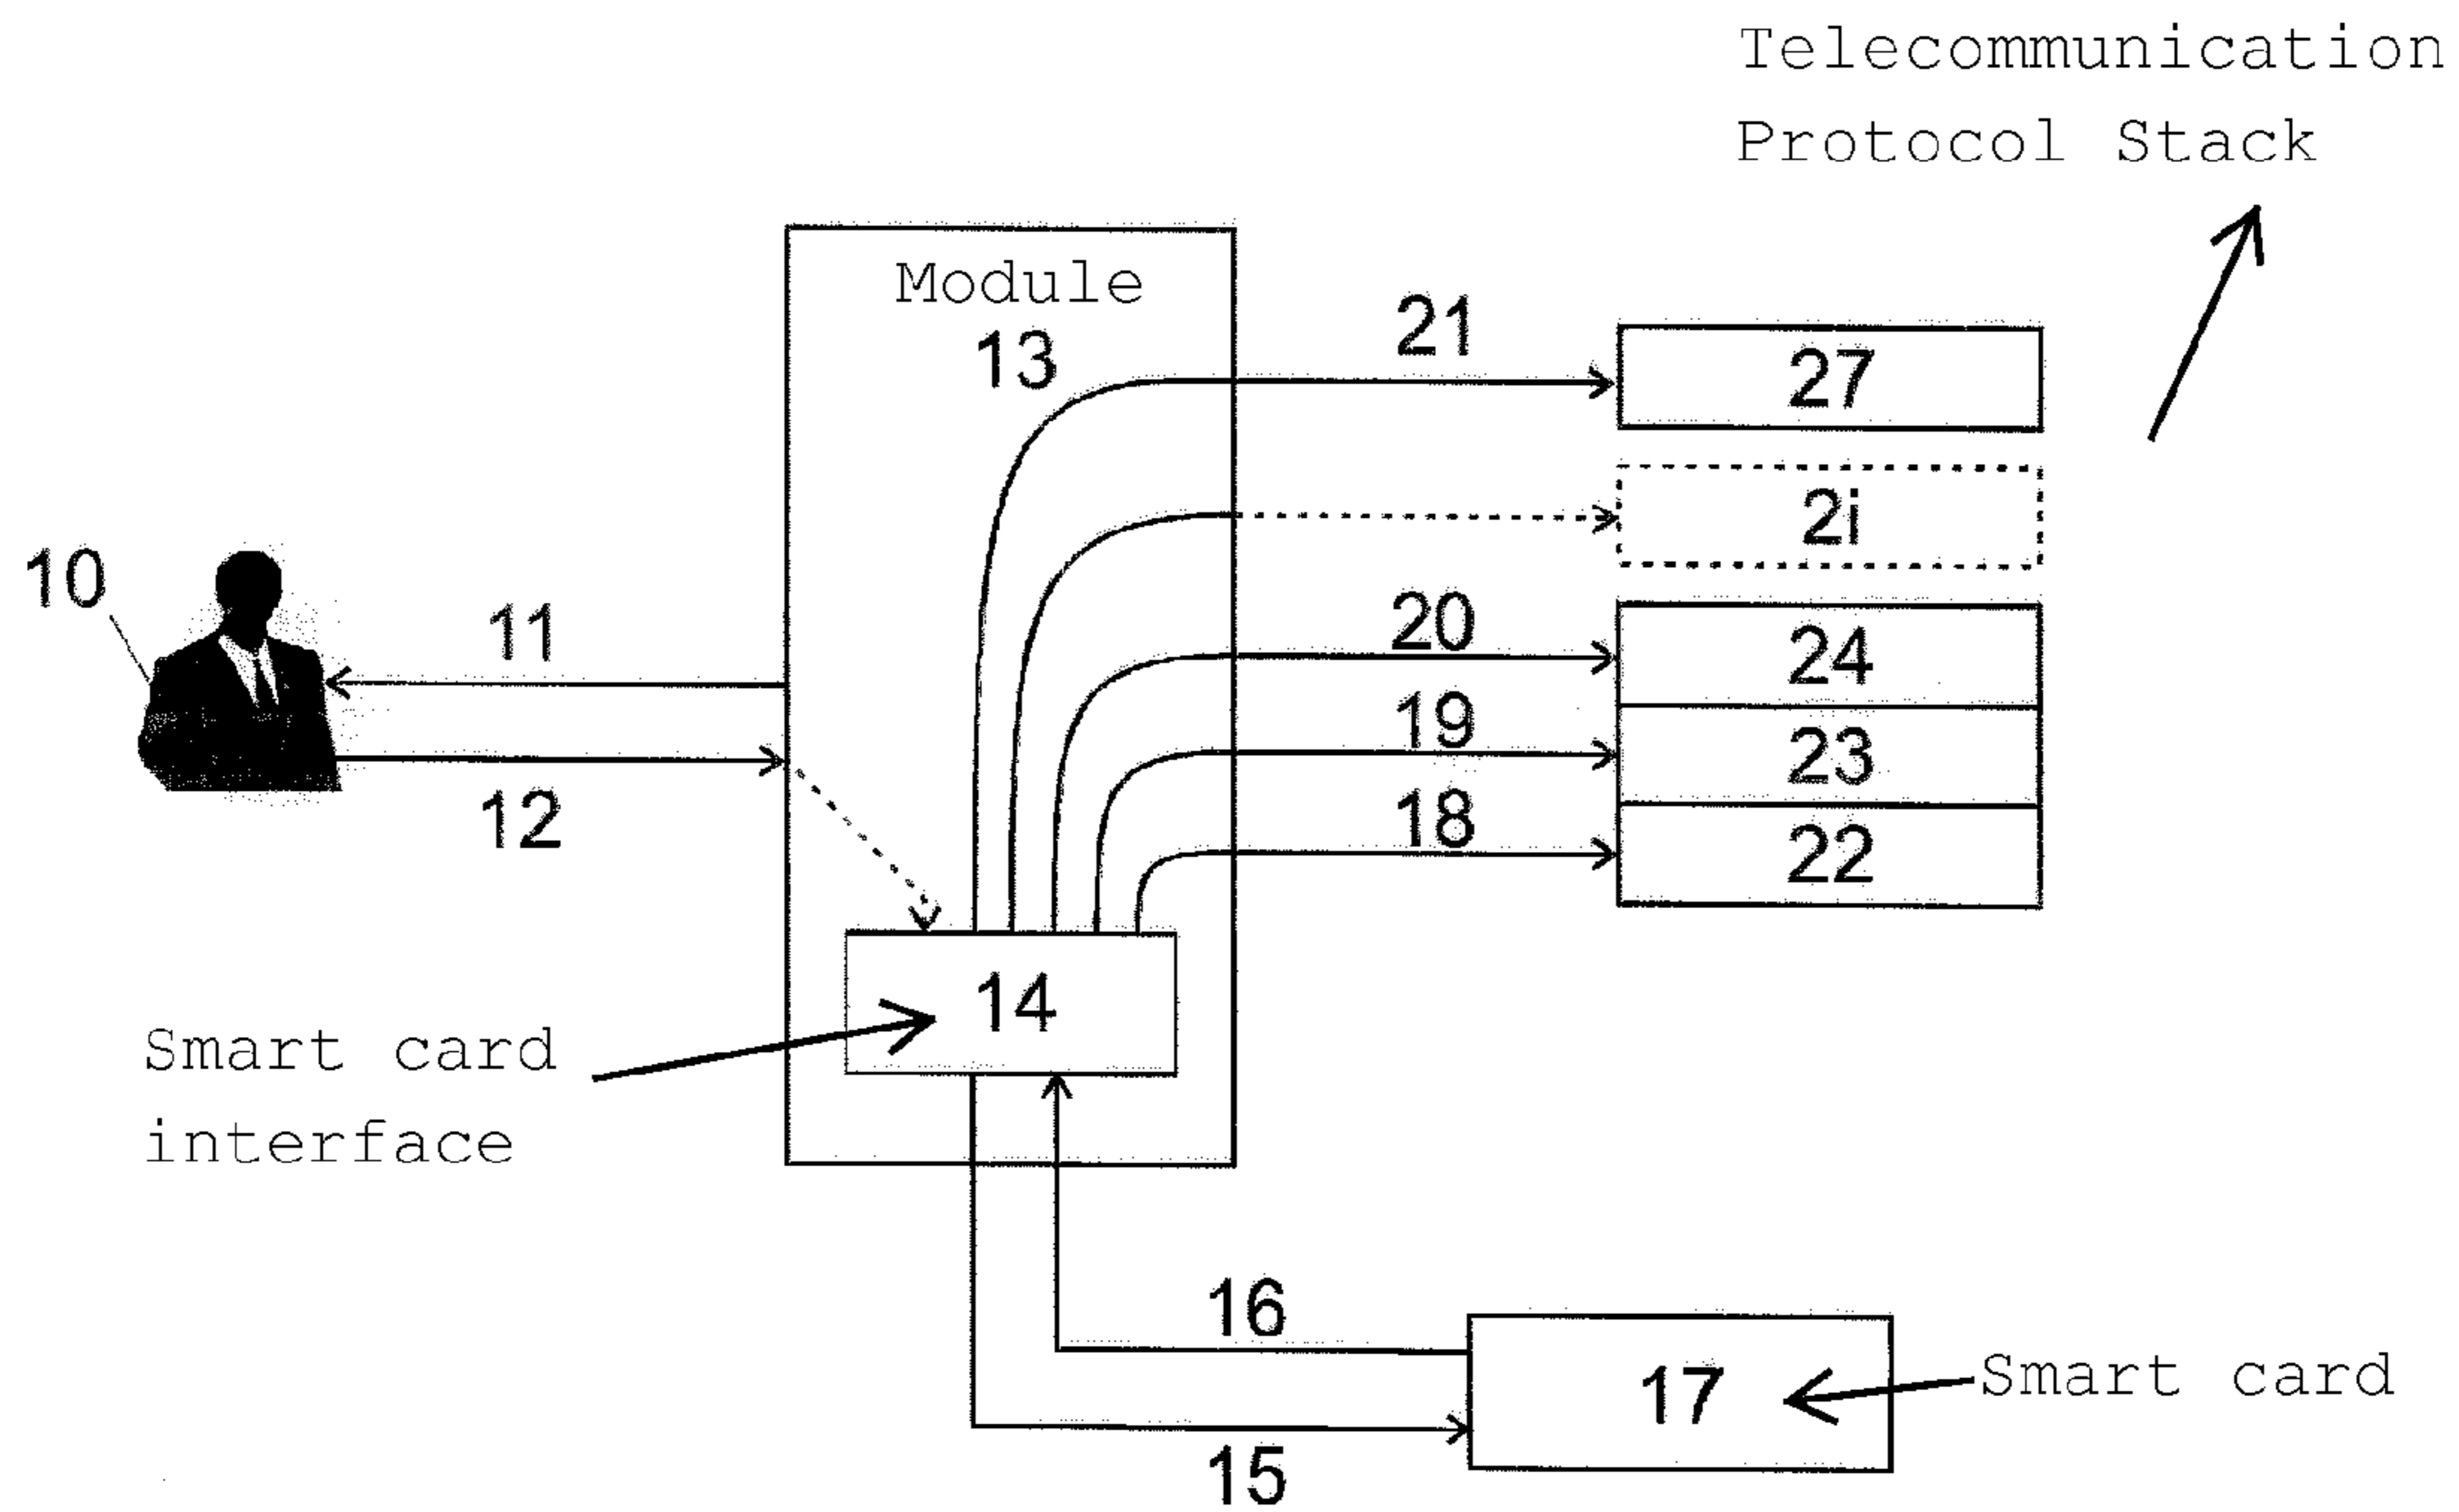 Telecommunication
Protocol Stack
Module
13
21
27
2i
10
11
20
24
19
23
12
18
22
14
Smart card
interface
16
17
Smart card
15